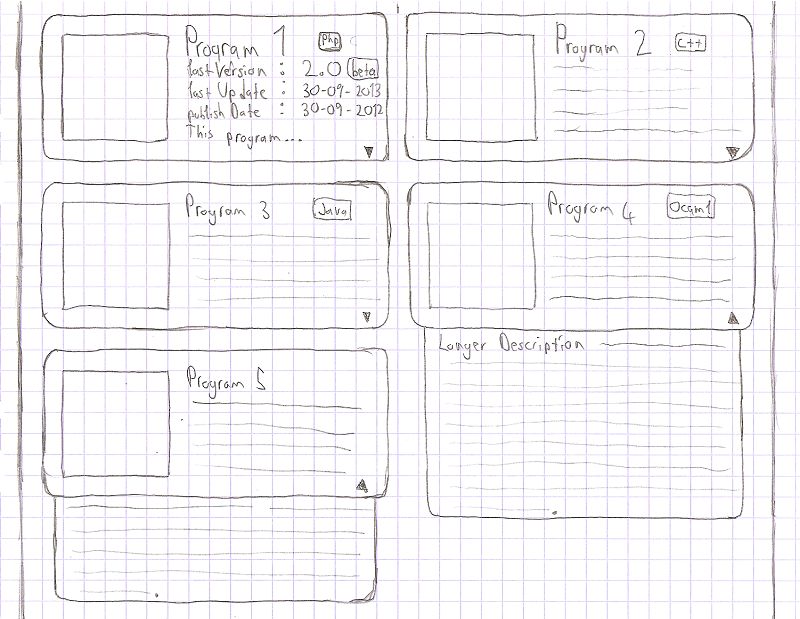 Program 1 php
last Version : 2.0 beta
last Update : 30-09-2013
publish Date : 30-09-2012
This program...
Program 2 C++
Program 3 Java
Program 4 Ocaml
Longer Description
Program 5